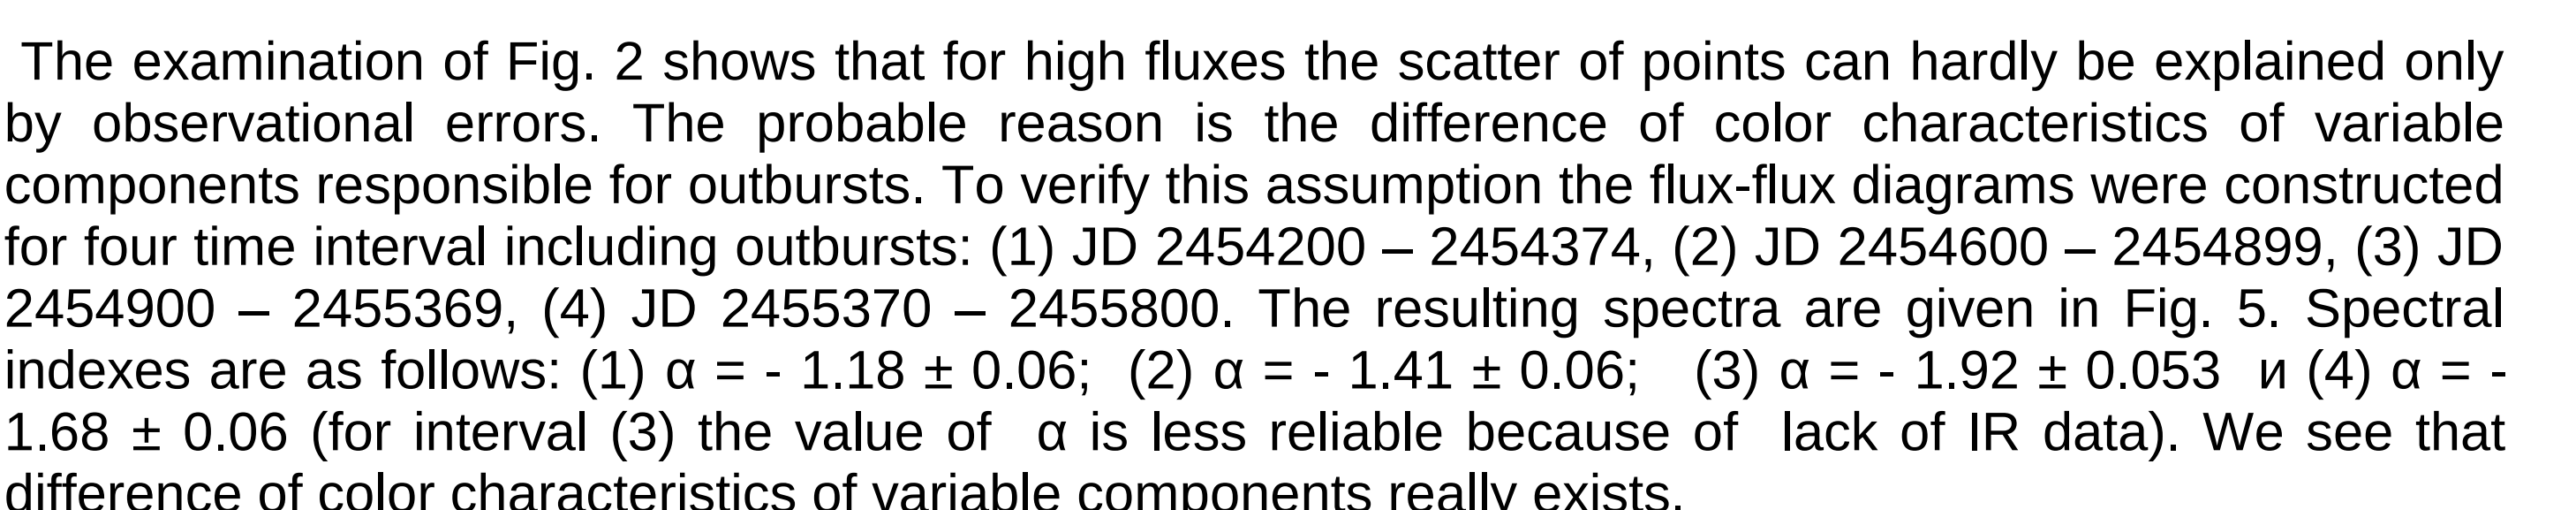 The examination of Fig. 2 shows that for high fluxes the scatter of points can hardly be explained only
by observational errors. The probable reason is the difference of color characteristics of variable
components responsible for outbursts. To verify this assumption the flux-flux diagrams were constructed
for four time interval including outbursts: (1) JD 2454200 – 2454374, (2) JD 2454600 – 2454899, (3) JD
2454900 – 2455369, (4) JD 2455370 – 2455800. The resulting spectra are given in Fig. 5. Spectral
indexes are as follows: (1) α = - 1.18 ± 0.06; (2) α = - 1.41 ± 0.06; (3) α = - 1.92 ± 0.053 и (4) α = -
1.68 ± 0.06 (for interval (3) the value of α is less reliable because of lack of IR data). We see that
difference of color characteristics of variable components really exists.